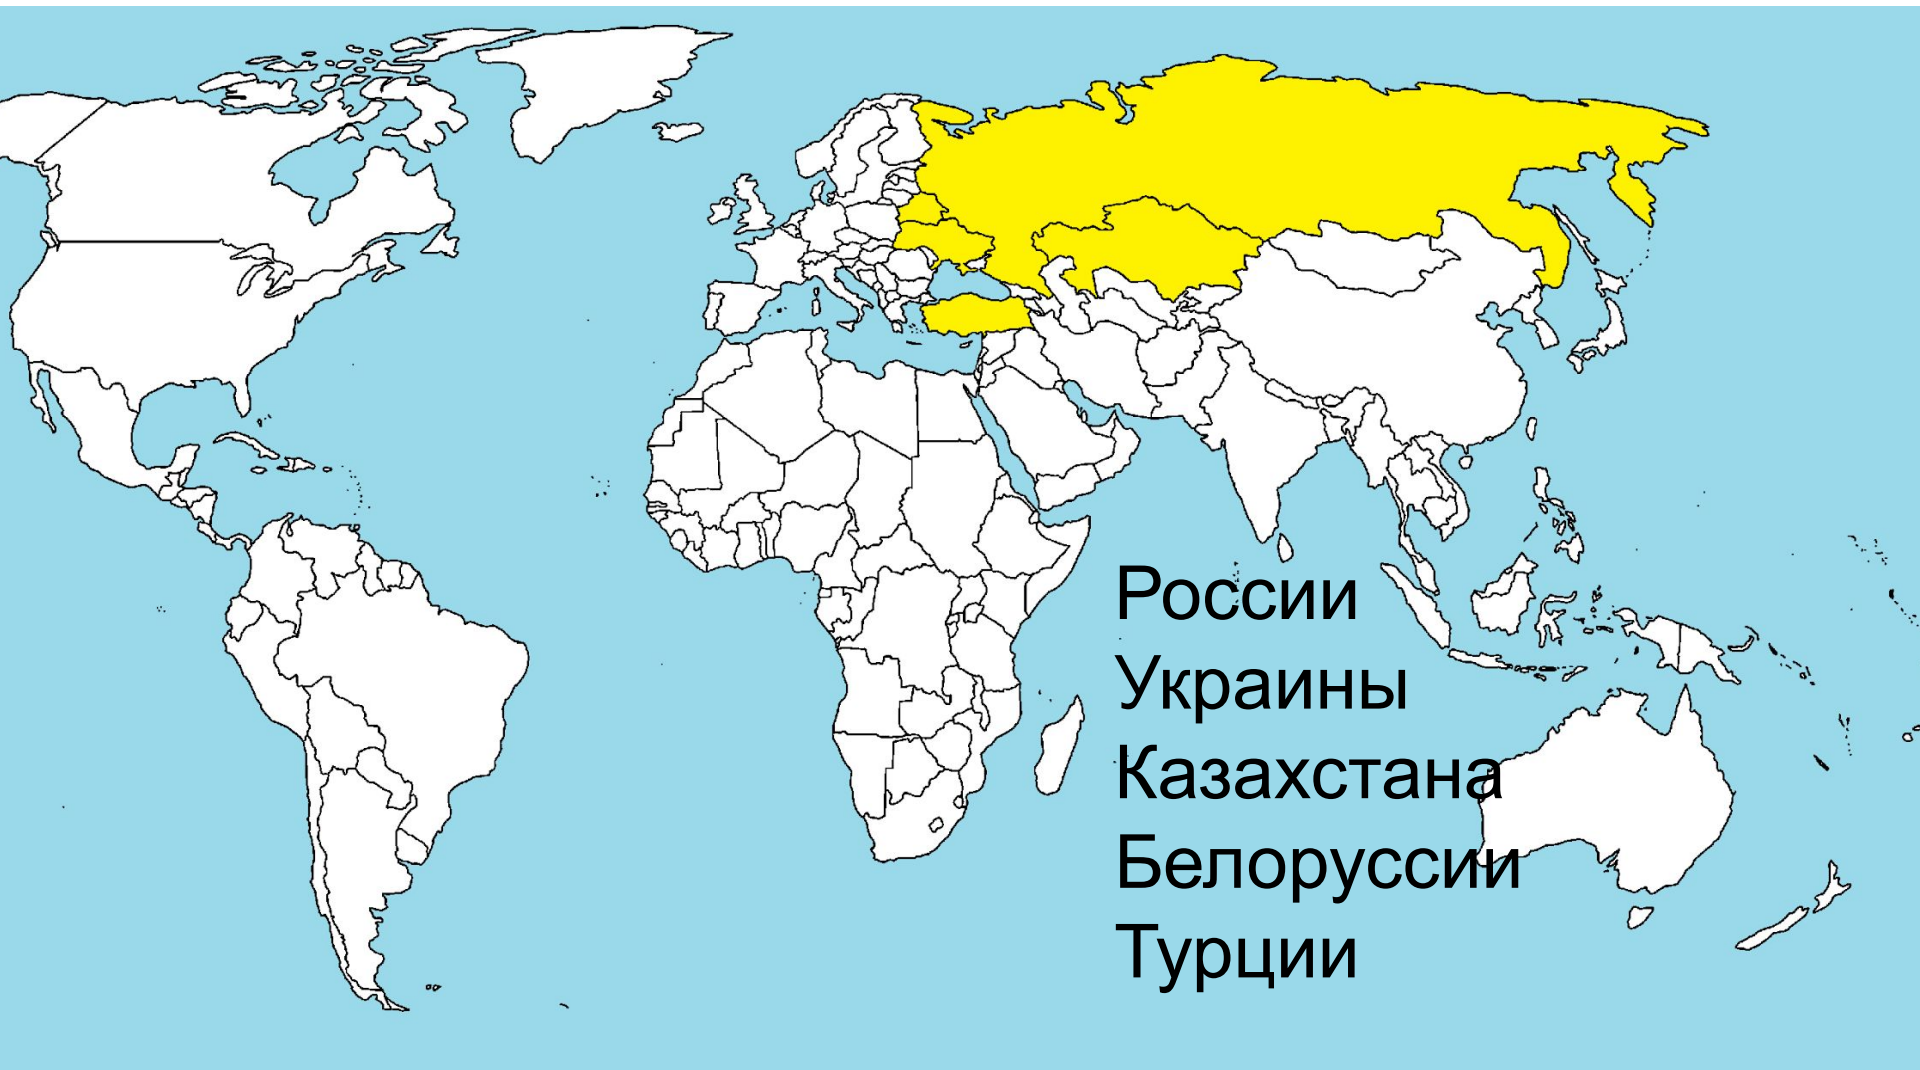 России
Украины
Казахстана
Белоруссии
Турции